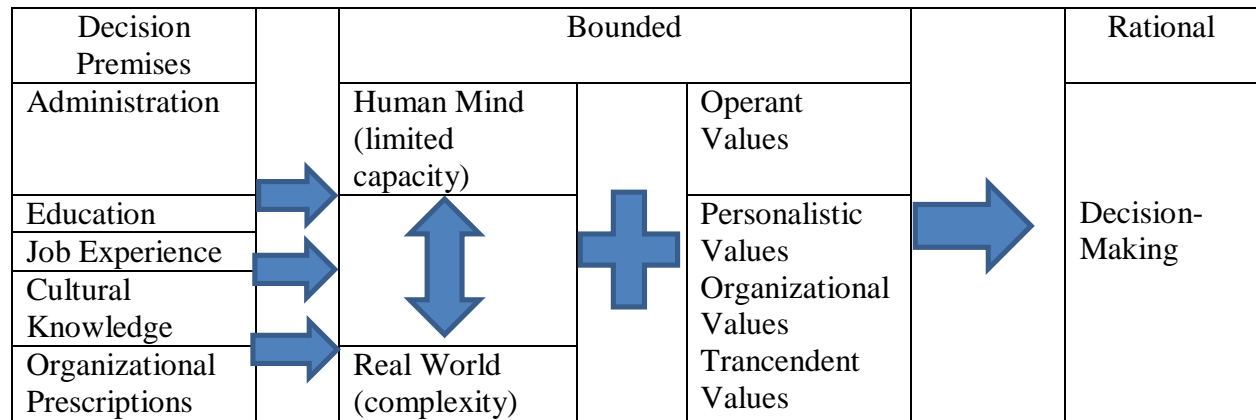 Decision
Premises
Bounded
Rational
Administration
Human Mind
(limited
capacity)
Operant
Values
Education
Job Experience
Cultural
Knowledge
Organizational
Prescriptions
Real World
(complexity)
Personalistic
Values
Organizational
Values
Trancendent
Values
Decision-
Making